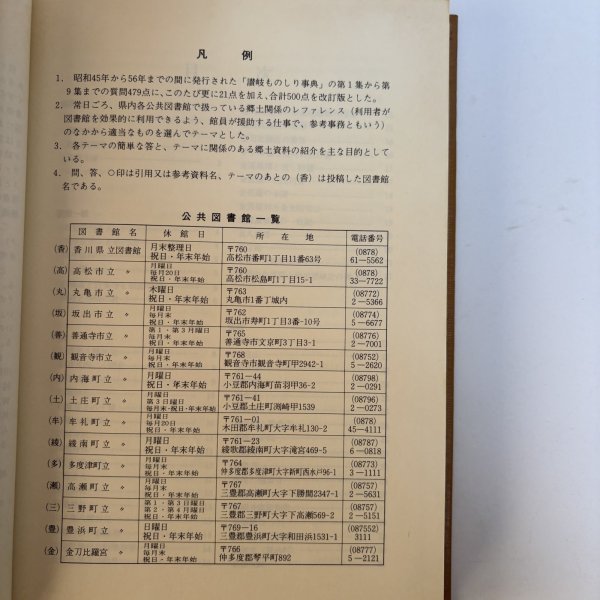 凡例
1. 昭和45年から56年までの間に発行された「讃岐ものしり事典」の第1集から第
9集までの質問479点に、このたび更に21点を加え、合計500点を改訂版とした。
2. 常日ごろ、県内各公共図書館で扱っている郷土関係のレファレンス(利用者が
図書館を効果的に利用できるよう、館員が援助する仕事で、参考事務ともいう)
のなかから適当なものを選んでテーマとした。
3. 各テーマの簡単な答と、テーマに関係のある郷土資料の紹介を主な目的として
いる。
4. 問、答、○印は引用又は参考資料名、テーマのあとの(香)は投稿した図書館
名である。
公共図書館一覧
図書館名 休館日 所在地 電話番号
(香) 香川県立図書館 月末整理日 祝日・年末年始 〒760 高松市番町1丁目11番63号 (0878) 61-5562
(高) 高松市立〃 月曜日 毎月20日 祝日・年末年始 〒760 高松市松島町1丁目15-1 (0878) 33-7722
(丸) 丸亀市立〃 木曜日 祝日・年末年始 〒763 丸亀市1番丁城内 (08772) 2-5366
(坂) 坂出市立〃 月曜日 毎月末 祝日・年末年始 〒762 坂出市寿町1丁目3番-10号 (08774) 5-6677
(善) 善通寺市立〃 第1・第3月曜日 毎月末 祝日・年末年始 〒765 善通寺市文京町3丁目3-1 (08776) 2-7001
(観) 観音寺市立〃 月曜日 毎月末 祝日・年末年始 〒768 観音寺市観音寺町甲2942-1 (08752) 5-2620
(内) 内海町立〃 月曜日 祝日・年末年始 〒761-44 小豆郡内海町苗羽甲36-2 (08798) 2-0291
(土) 土庄町立〃 月曜日 第3日曜日 毎月末・祝日・年末年始 〒761-41 小豆郡土庄町渕崎甲1539 (08796) 2-0273
(牟) 牟礼町立〃 月曜日 毎月20日 祝日・年末年始 〒761-01 木田郡牟礼町大字牟礼130-2 (0878) 45-4111
(綾) 綾南町立〃 月曜日 祝日・年末年始 〒761-23 綾歌郡綾南町大字滝宮469-5 (08787) 6-0818
(多) 多度津町立〃 月曜日 毎月末 祝日・年末年始 〒764 仲多度郡多度津町大字新町西水戸96-1 (08773) 3-1111
(瀬) 高瀬町立〃 月曜日 毎月末 祝日・年末年始 〒767 三豊郡高瀬町大字下勝間2347-1 (08757) 2-5631
(三) 三野町立〃 第1・第3日曜日 第2・第4月曜日 祝日・年末年始 〒767 三豊郡三野町大字下高瀬569-2 (08757) 2-5151
(豊) 豊浜町立〃 日曜日 祝日・年末年始 〒769-16 三豊郡豊浜町大字和田浜1531-1 (087552) 3111
(金) 金刀比羅宮〃 月曜日 毎月末 祝日・年末年始 〒766 仲多度郡琴平町892 (08777) 5-2121